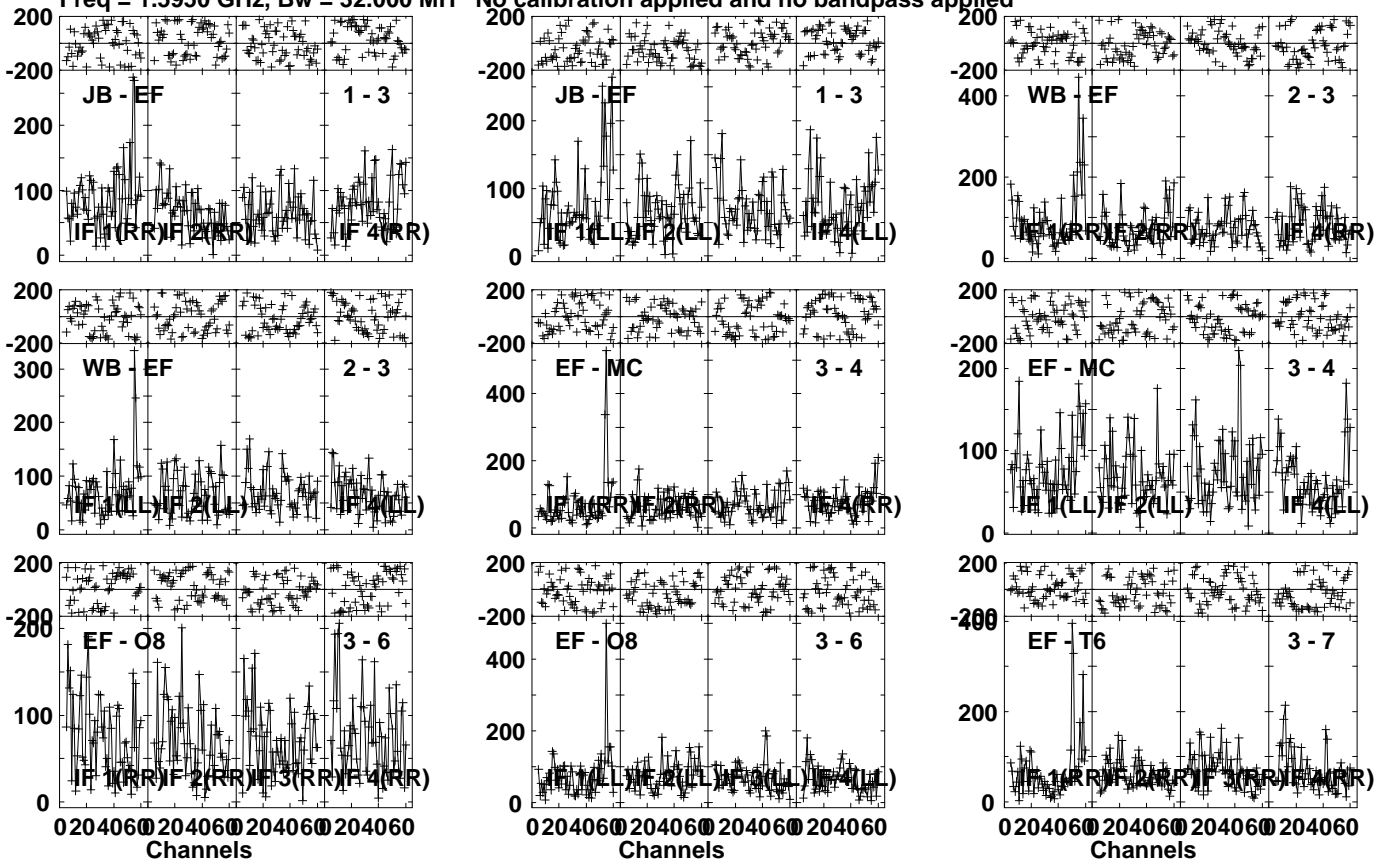 Freq = 1.5950 GHz, Bw = 32.000 MH No calibration applied and no bandpass applied
200
-200
JB - EF 1 - 3
200
100
0
IF 1(RR) IF 2(RR) IF 4(RR)
200
-200
JB - EF 1 - 3
200
100
0
IF 1(LL) IF 2(LL) IF 4(LL)
200
-200
WB - EF 2 - 3
400
200
0
IF 1(RR) IF 2(RR) IF 4(RR)
200
-200
WB - EF 2 - 3
300
200
100
0
IF 1(LL) IF 2(LL) IF 4(LL)
200
-200
EF - MC 3 - 4
400
200
0
IF 1(RR) IF 2(RR) IF 4(RR)
200
-200
EF - MC 3 - 4
200
100
0
IF 1(LL) IF 2(LL) IF 4(LL)
200
-200
EF - O8 3 - 6
200
100
0
IF 1(RR) IF 2(RR) IF 3(RR) IF 4(RR)
0 20 40 60 0 20 40 60 0 20 40 60 0 20 40 60
Channels
200
-200
EF - O8 3 - 6
400
200
0
IF 1(LL) IF 2(LL) IF 3(LL) IF 4(LL)
0 20 40 60 0 20 40 60 0 20 40 60 0 20 40 60
Channels
200
-200
EF - T6 3 - 7
400
200
0
IF 1(RR) IF 2(RR) IF 3(RR) IF 4(RR)
0 20 40 60 0 20 40 60 0 20 40 60 0 20 40 60
Channels